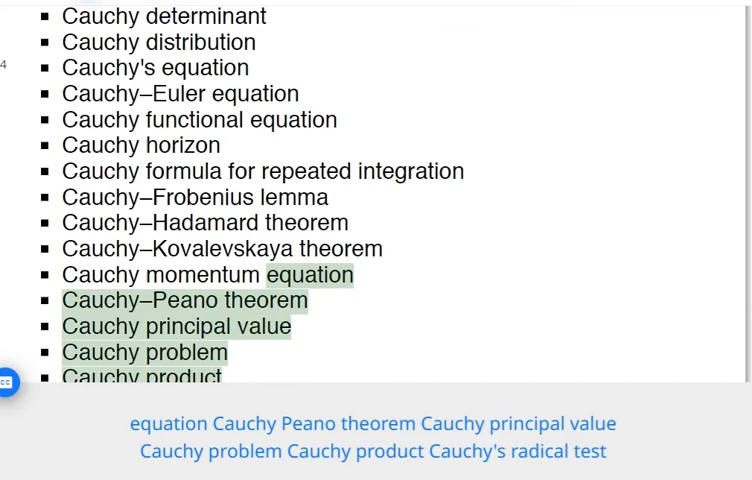 Cauchy determinant
Cauchy distribution
4
Cauchy's equation
Cauchy–Euler equation
Cauchy functional equation
Cauchy horizon
Cauchy formula for repeated integration
Cauchy–Frobenius lemma
Cauchy–Hadamard theorem
Cauchy–Kovalevskaya theorem
Cauchy momentum equation
Cauchy–Peano theorem
Cauchy principal value
Cauchy problem
Cauchy product
CC
equation Cauchy Peano theorem Cauchy principal value
Cauchy problem Cauchy product Cauchy's radical test